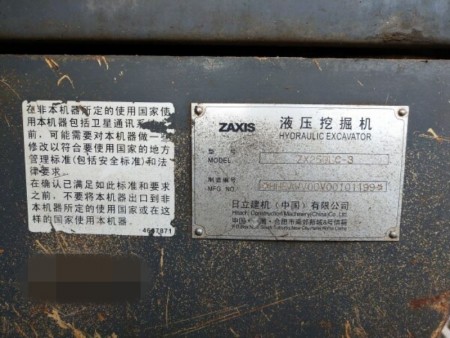 在非本机器所定的使用国家使
用本机器包括卫星通讯系
前，可能需要对本机器做一些
修改以符合要使用国家的地方
管理标准(包括安全标准)和法
律要求。
在确认已满足如此标准和要求
之前，不要将本机器出口到非
本机器所定的使用国家或在这
样的国家使用本机器。
4667871
ZAXIS 液压挖掘机
HYDRAULIC EXCAVATOR
型 号
MODEL
制造编号
MFG NO.
日立建机（中国）有限公司
Hitachi Construction Machinery(China)Co.,Ltd.